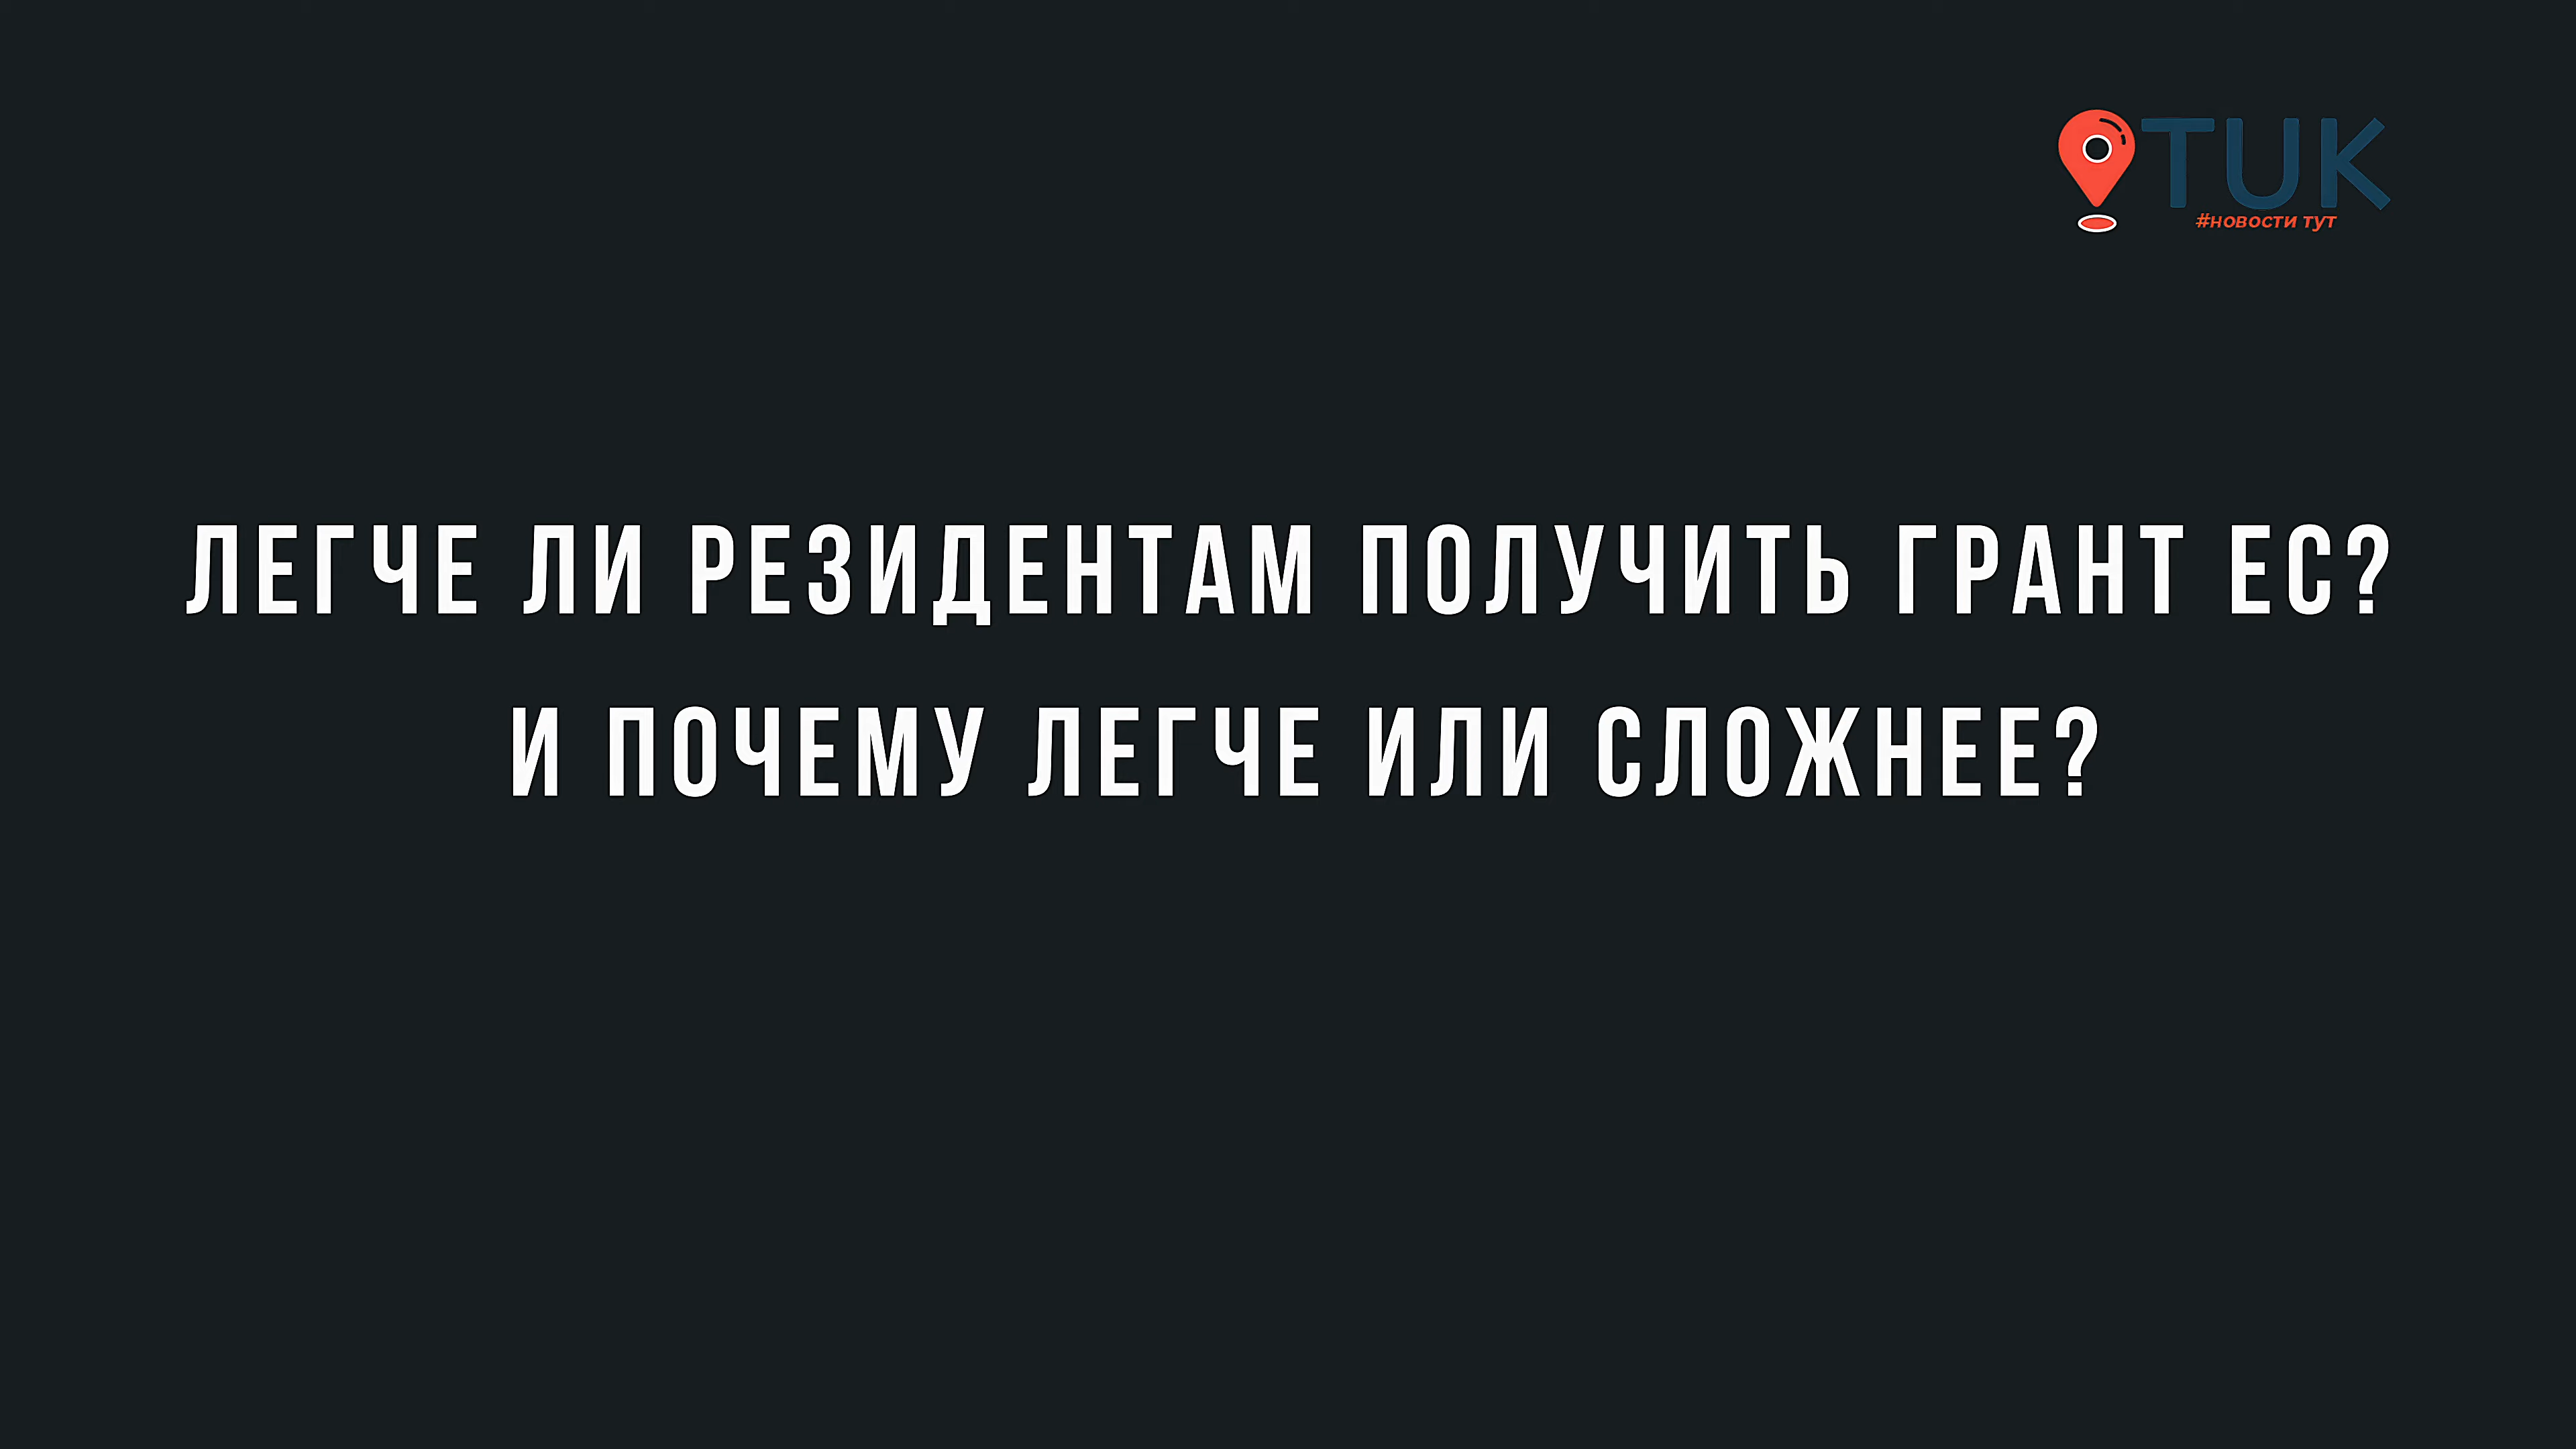 TUK
#новости тут
ЛЕГЧЕ ЛИ РЕЗИДЕНТАМ ПОЛУЧИТЬ ГРАНТ ЕС?
И ПОЧЕМУ ЛЕГЧЕ ИЛИ СЛОЖНЕЕ?